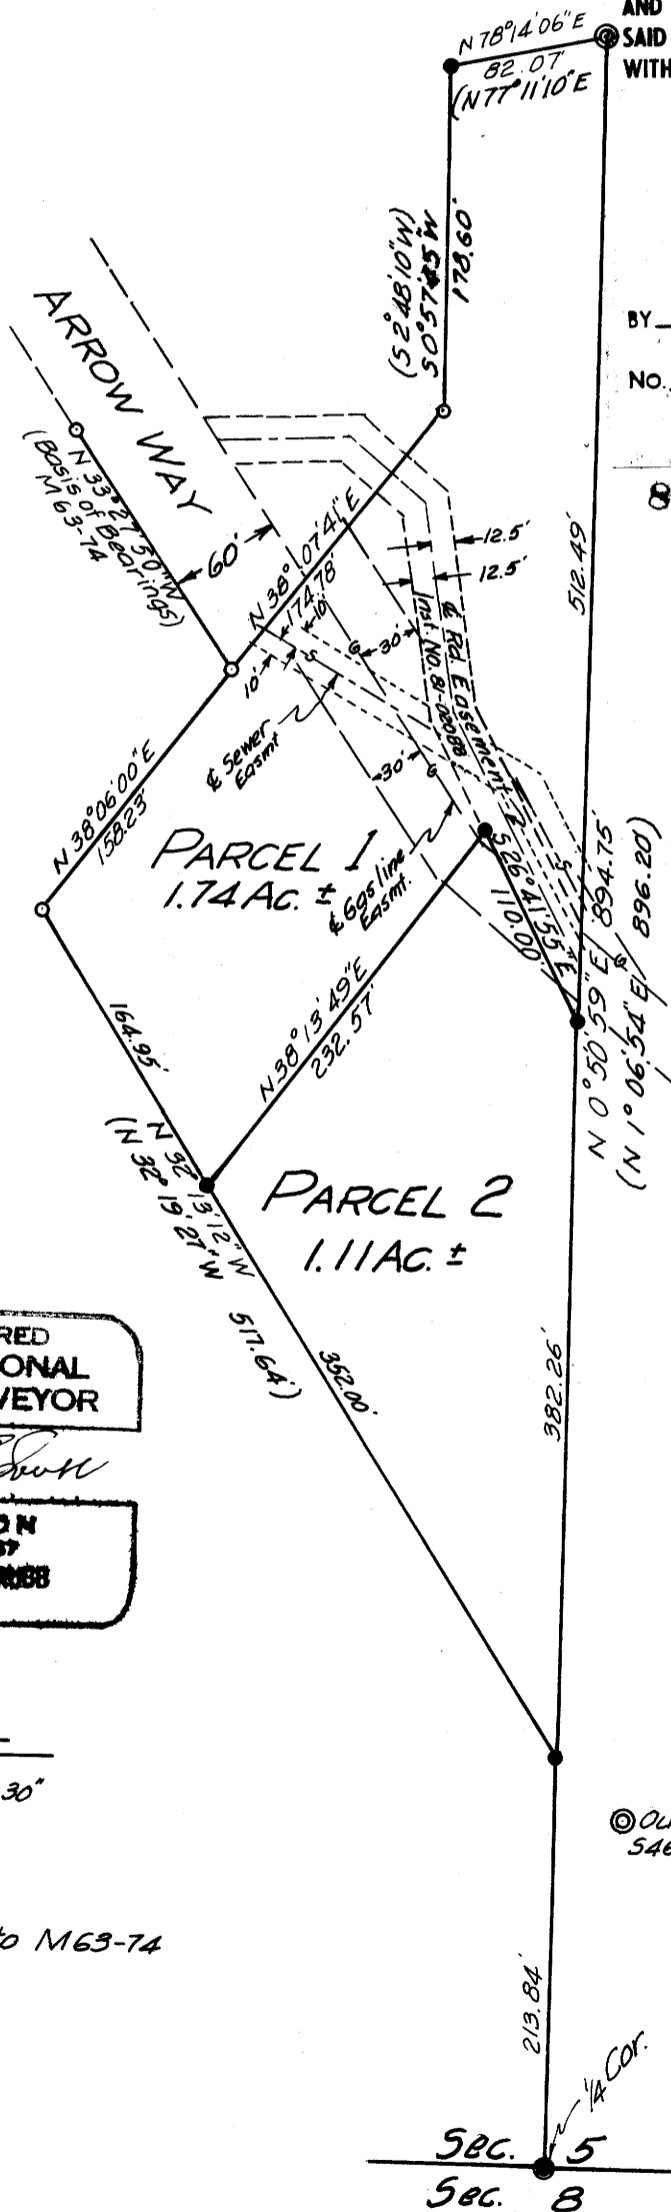 AND
SAID
WITH
N 78°14'06"E
82.07'
(N77°11'10"E
(S 2°48'10"W)
178.60'
BY
NO.
ARROW WAY
N 33°27'50"W
(Basis of Bearings)
M63-74
60'
N 38°07'41"E
174.78'
10'
10'
12.5'
12.5'
30'
30'
G
G
S
S
℄ Rd. Easement
Inst. No. 81-02088
℄ Sewer
Easmt
℄ Gas line
Easmt.
512.49'
N 38°06'00"E
158.23'
PARCEL 1
1.74 Ac. ±
S 26°41'55"E
110.00'
N 0°50'59"E 894.75'
(N 1°06'54"E 896.20')
164.95'
N 38°13'49"E
232.57'
N 32°13'12"W
(N 32°19'27"W 517.64')
PARCEL 2
1.11 Ac. ±
352.00'
382.26'
RED
ONAL
VEYOR
30"
to M63-74
S46
213.84'
1/4 Cor.
Sec. 5
Sec. 8